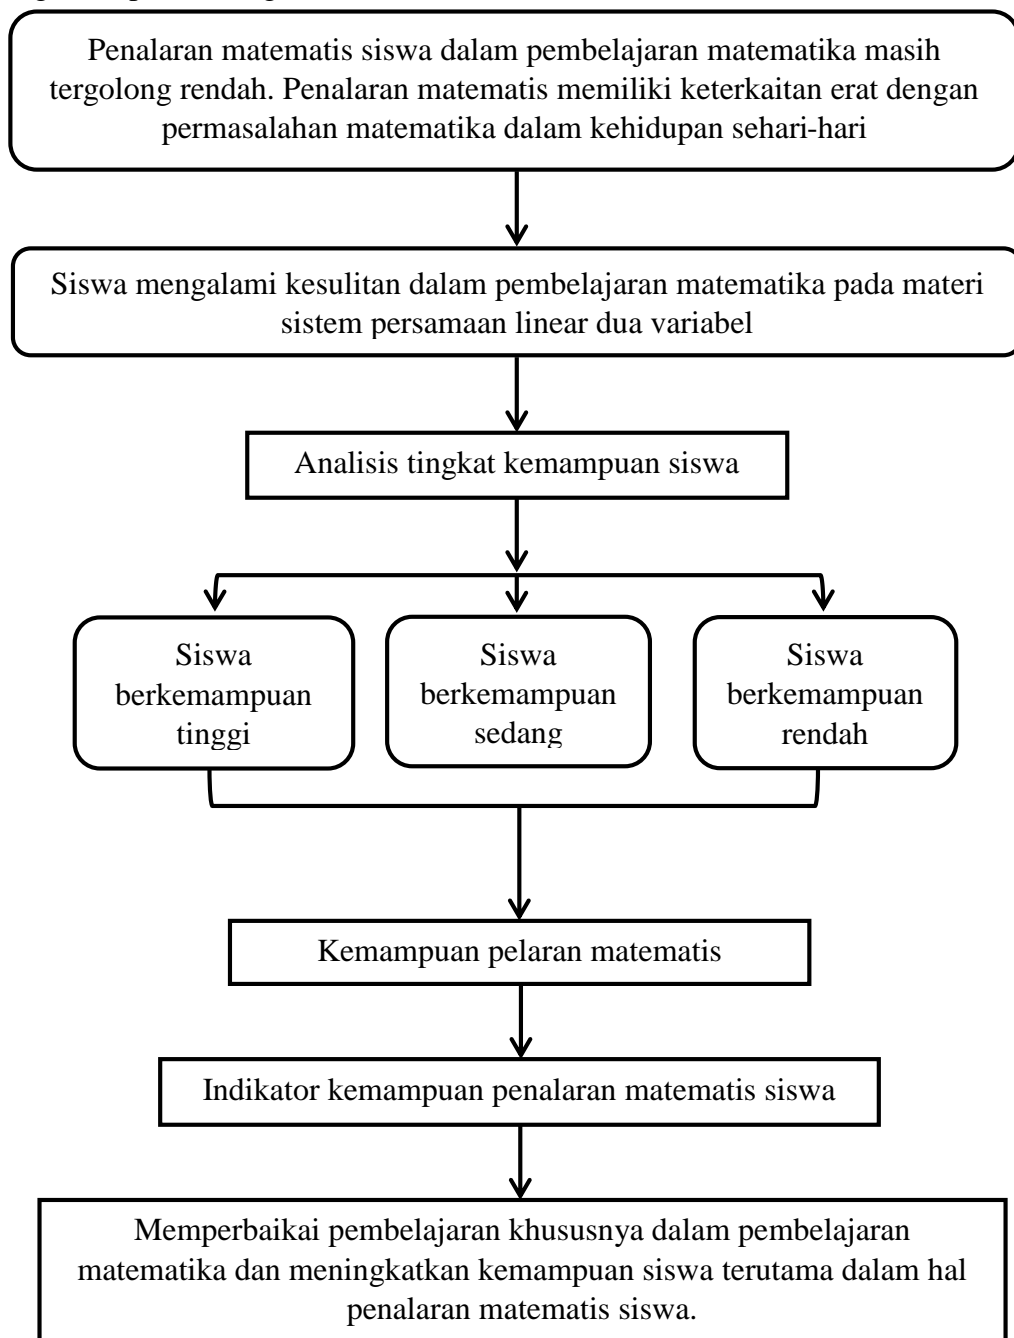 Penalaran matematis siswa dalam pembelajaran matematika masih
tergolong rendah. Penalaran matematis memiliki keterkaitan erat dengan
permasalahan matematika dalam kehidupan sehari-hari
Siswa mengalami kesulitan dalam pembelajaran matematika pada materi
sistem persamaan linear dua variabel
Analisis tingkat kemampuan siswa
Siswa
berkemampuan
tinggi
Siswa
berkemampuan
sedang
Siswa
berkemampuan
rendah
Kemampuan pelaran matematis
Indikator kemampuan penalaran matematis siswa
Memperbaikai pembelajaran khususnya dalam pembelajaran
matematika dan meningkatkan kemampuan siswa terutama dalam hal
penalaran matematis siswa.